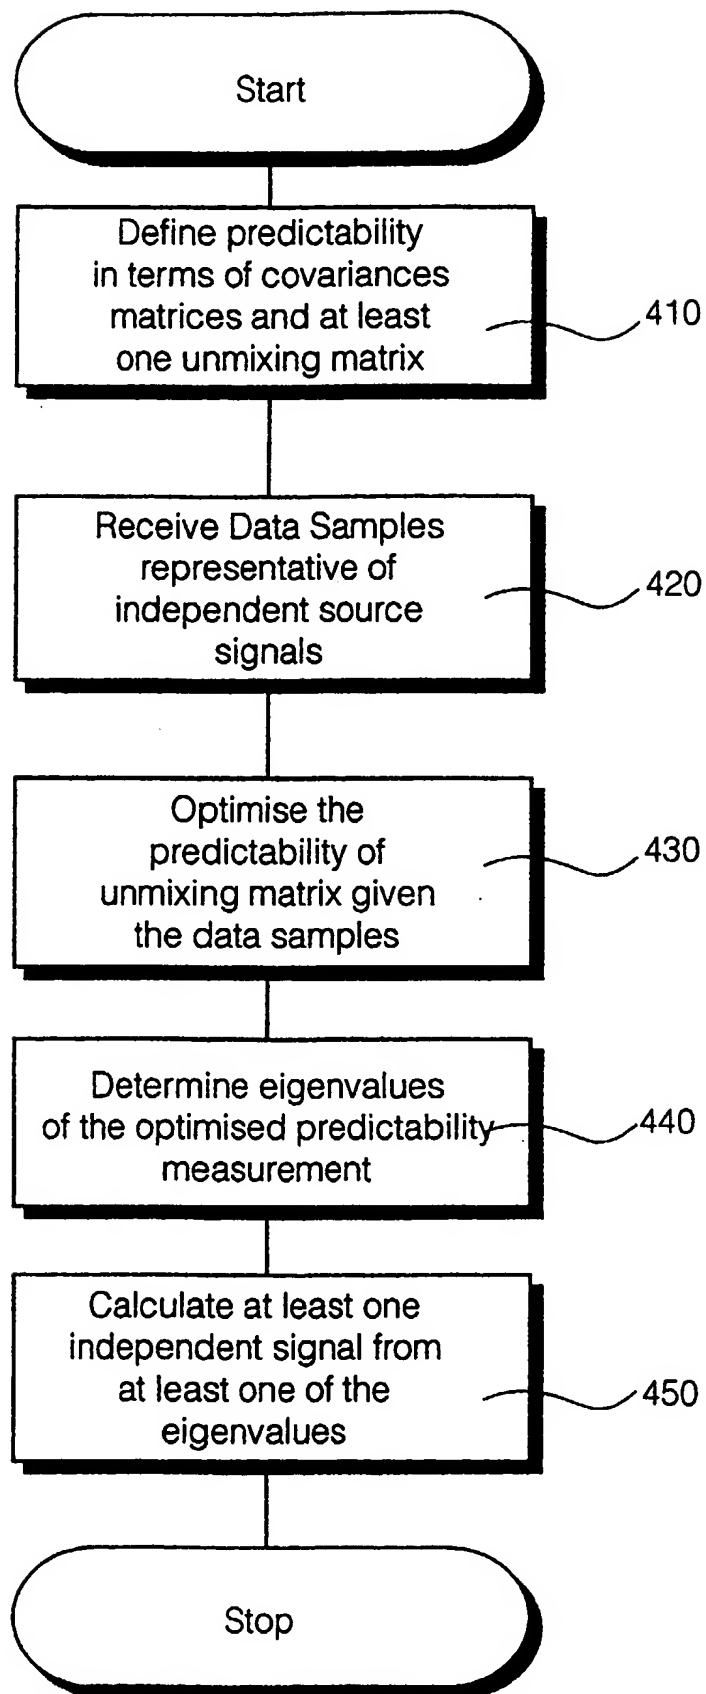 Start
Define predictability
in terms of covariances
matrices and at least
one unmixing matrix
410
Receive Data Samples
representative of
independent source
signals
420
Optimise the
predictability of
unmixing matrix given
the data samples
430
Determine eigenvalues
of the optimised predictability
measurement
440
Calculate at least one
independent signal from
at least one of the
eigenvalues
450
Stop